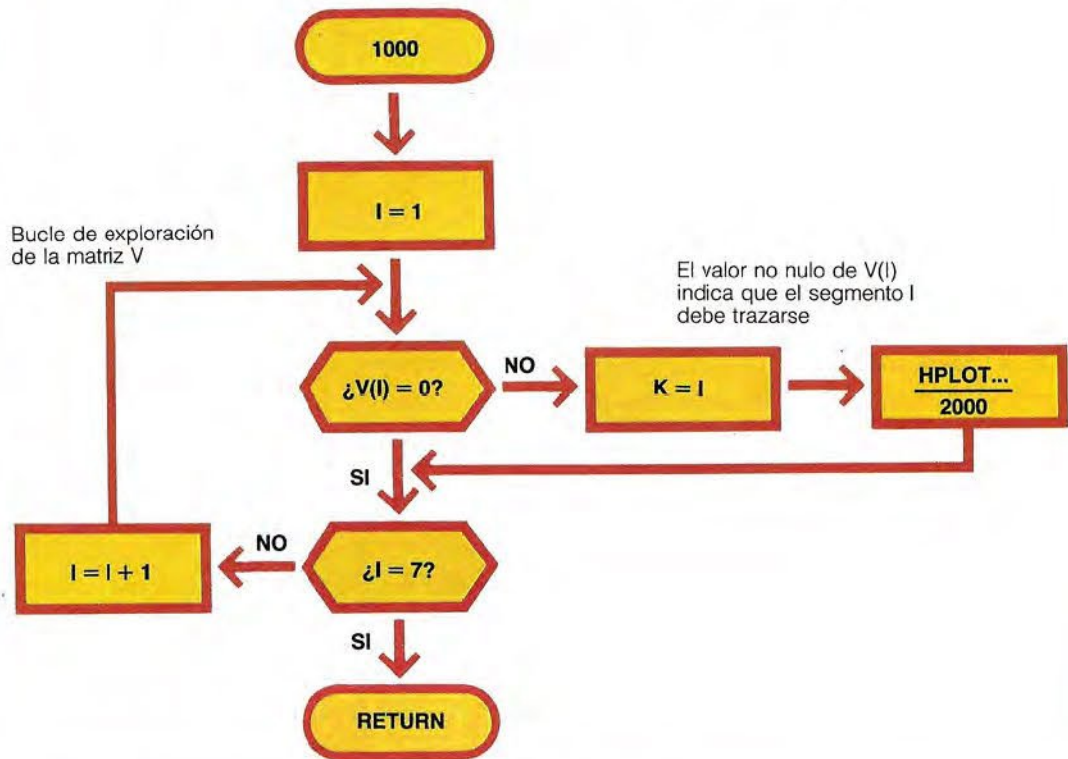 1000
I = 1
Bucle de exploración
de la matriz V
El valor no nulo de V(I)
indica que el segmento I
debe trazarse
¿V(I) = 0?
NO
K = I
HPLOT...
2000
SI
I = I + 1
NO
¿I = 7?
SI
RETURN